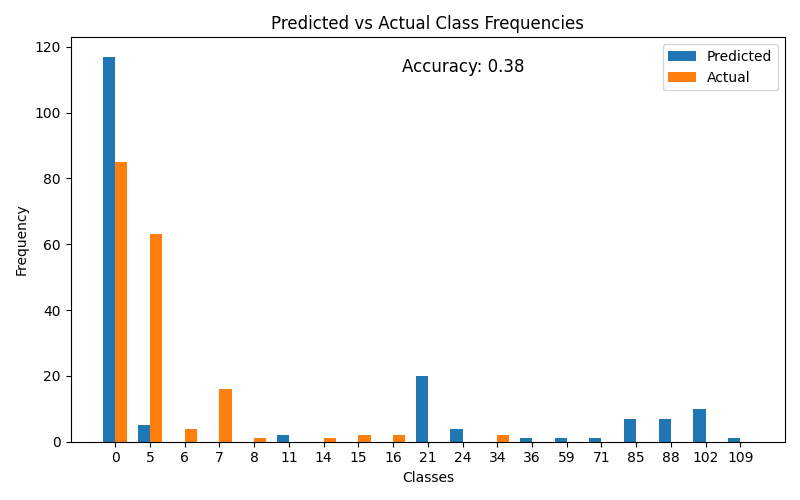 Predicted vs Actual Class Frequencies
Accuracy: 0.38
Predicted
Actual
Frequency
120
100
80
60
40
20
0
0 5 6 7 8 11 14 15 16 21 24 34 36 59 71 85 88 102 109
Classes